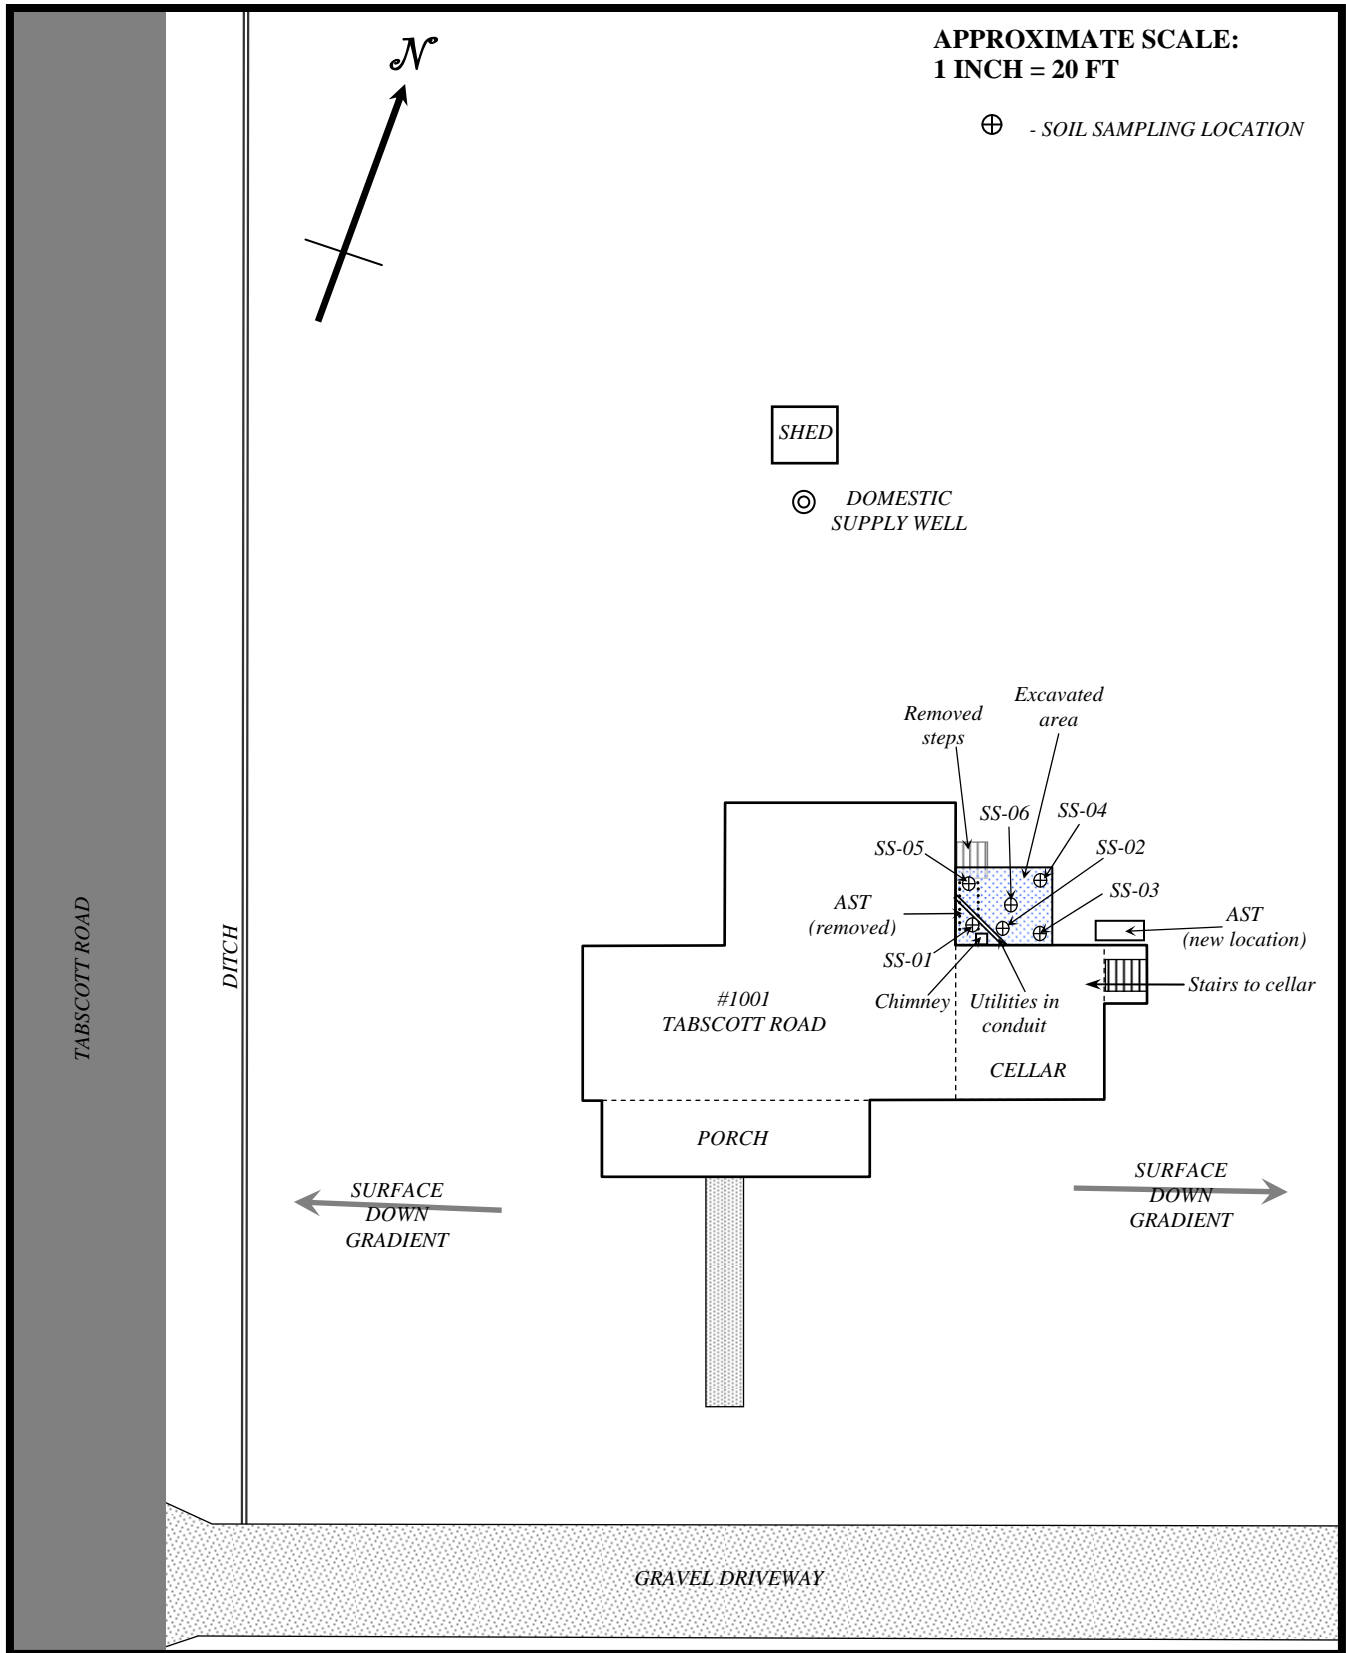 N
APPROXIMATE SCALE:
1 INCH = 20 FT
- SOIL SAMPLING LOCATION
SHED
DOMESTIC
SUPPLY WELL
Excavated
area
Removed
steps
SS-06
SS-04
SS-05
SS-02
SS-03
AST
(removed)
AST
(new location)
SS-01
Stairs to cellar
Chimney
Utilities in
conduit
#1001
TABSCOTT ROAD
CELLAR
PORCH
TABSCOTT ROAD
DITCH
SURFACE
DOWN
GRADIENT
SURFACE
DOWN
GRADIENT
GRAVEL DRIVEWAY